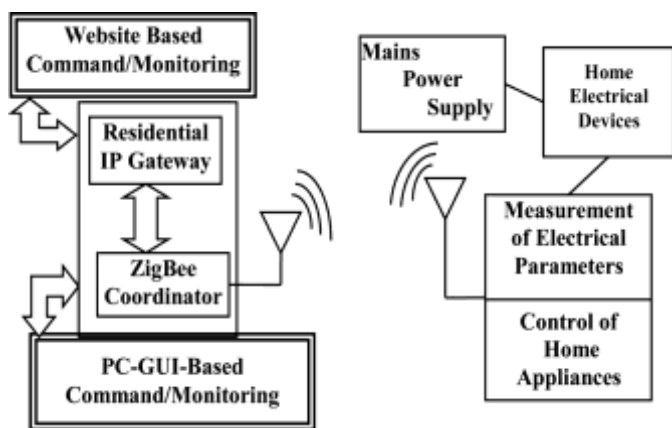 Website Based
Command/Monitoring
Residential
IP Gateway
ZigBee
Coordinator
PC-GUI-Based
Command/Monitoring
Mains
Power
Supply
Home
Electrical
Devices
Measurement
of Electrical
Parameters
Control of
Home
Appliances